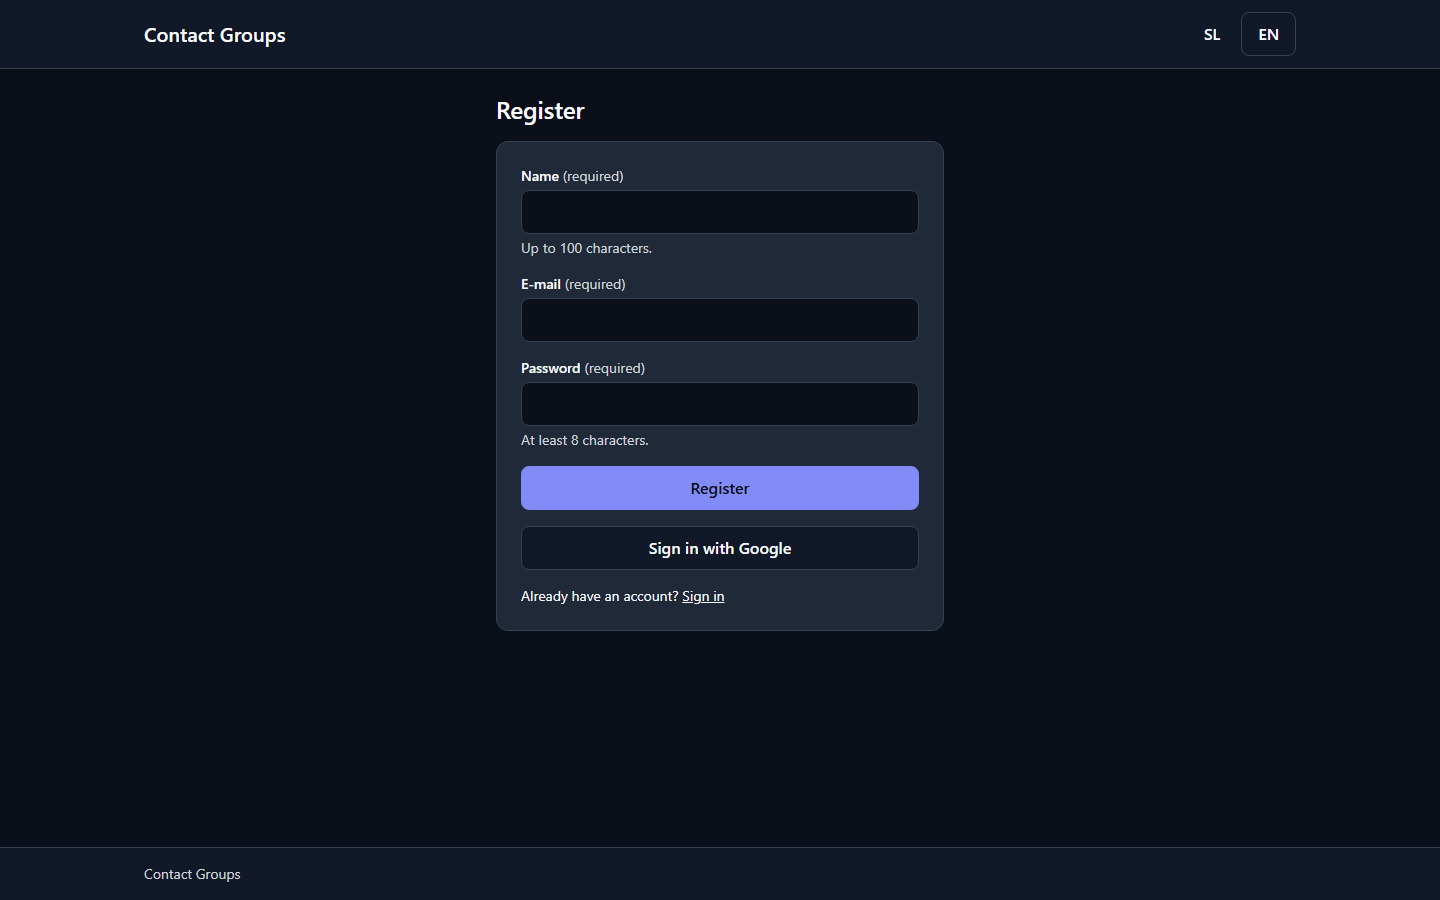 Contact Groups
SL
EN
Register
Name (required)
Up to 100 characters.
E-mail (required)
Password (required)
At least 8 characters.
Register
Sign in with Google
Already have an account? Sign in
Contact Groups